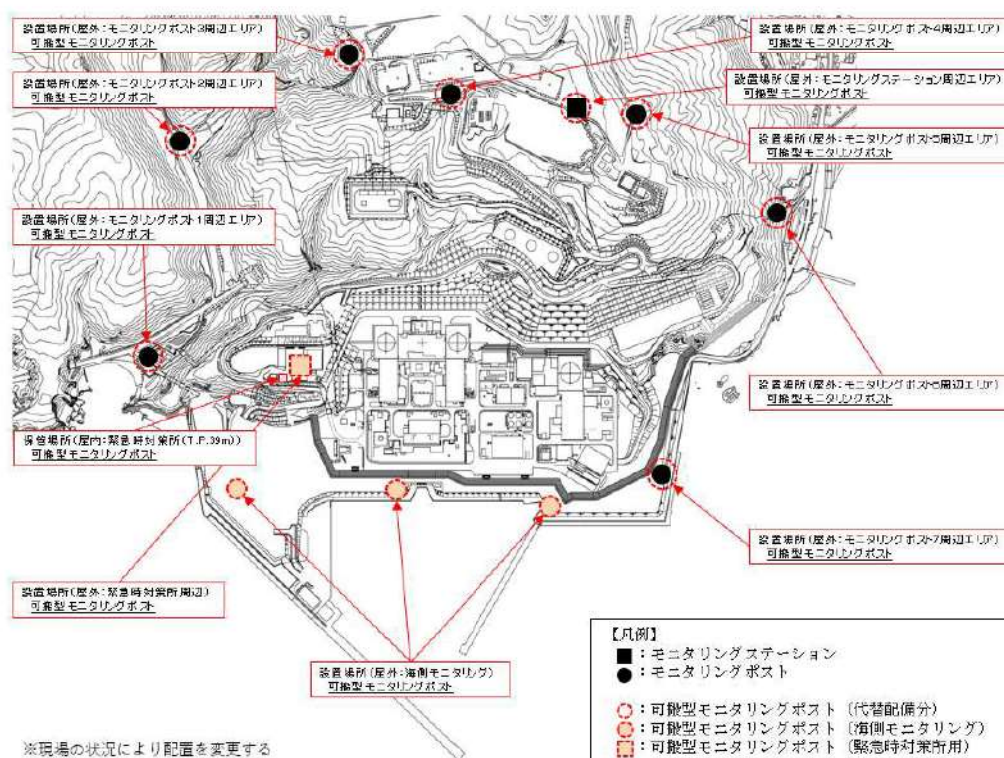 設置場所(屋外:モニタリングポスト3周辺エリア)
可搬型モニタリングポスト
設置場所(屋外:モニタリングポスト2周辺エリア)
可搬型モニタリングポスト
設置場所(屋外:モニタリングポスト1周辺エリア)
可搬型モニタリングポスト
保管場所(屋内:緊急時対策所(T.P.39m))
可搬型モニタリングポスト
設置場所(屋外:緊急時対策所周辺)
可搬型モニタリングポスト
設置場所(屋外:海側モニタリング)
可搬型モニタリングポスト
設置場所(屋外:モニタリングポスト4周辺エリア)
可搬型モニタリングポスト
設置場所(屋外:モニタリングステーション周辺エリア)
可搬型モニタリングポスト
設置場所(屋外:モニタリングポスト5周辺エリア)
可搬型モニタリングポスト
設置場所(屋外:モニタリングポスト6周辺エリア)
可搬型モニタリングポスト
設置場所(屋外:モニタリングポスト7周辺エリア)
可搬型モニタリングポスト
【凡例】
:モニタリングステーション
:モニタリングポスト
:可搬型モニタリングポスト(代替配備分)
:可搬型モニタリングポスト(海側モニタリング)
:可搬型モニタリングポスト(緊急時対策所用)
※現場の状況により配置を変更する